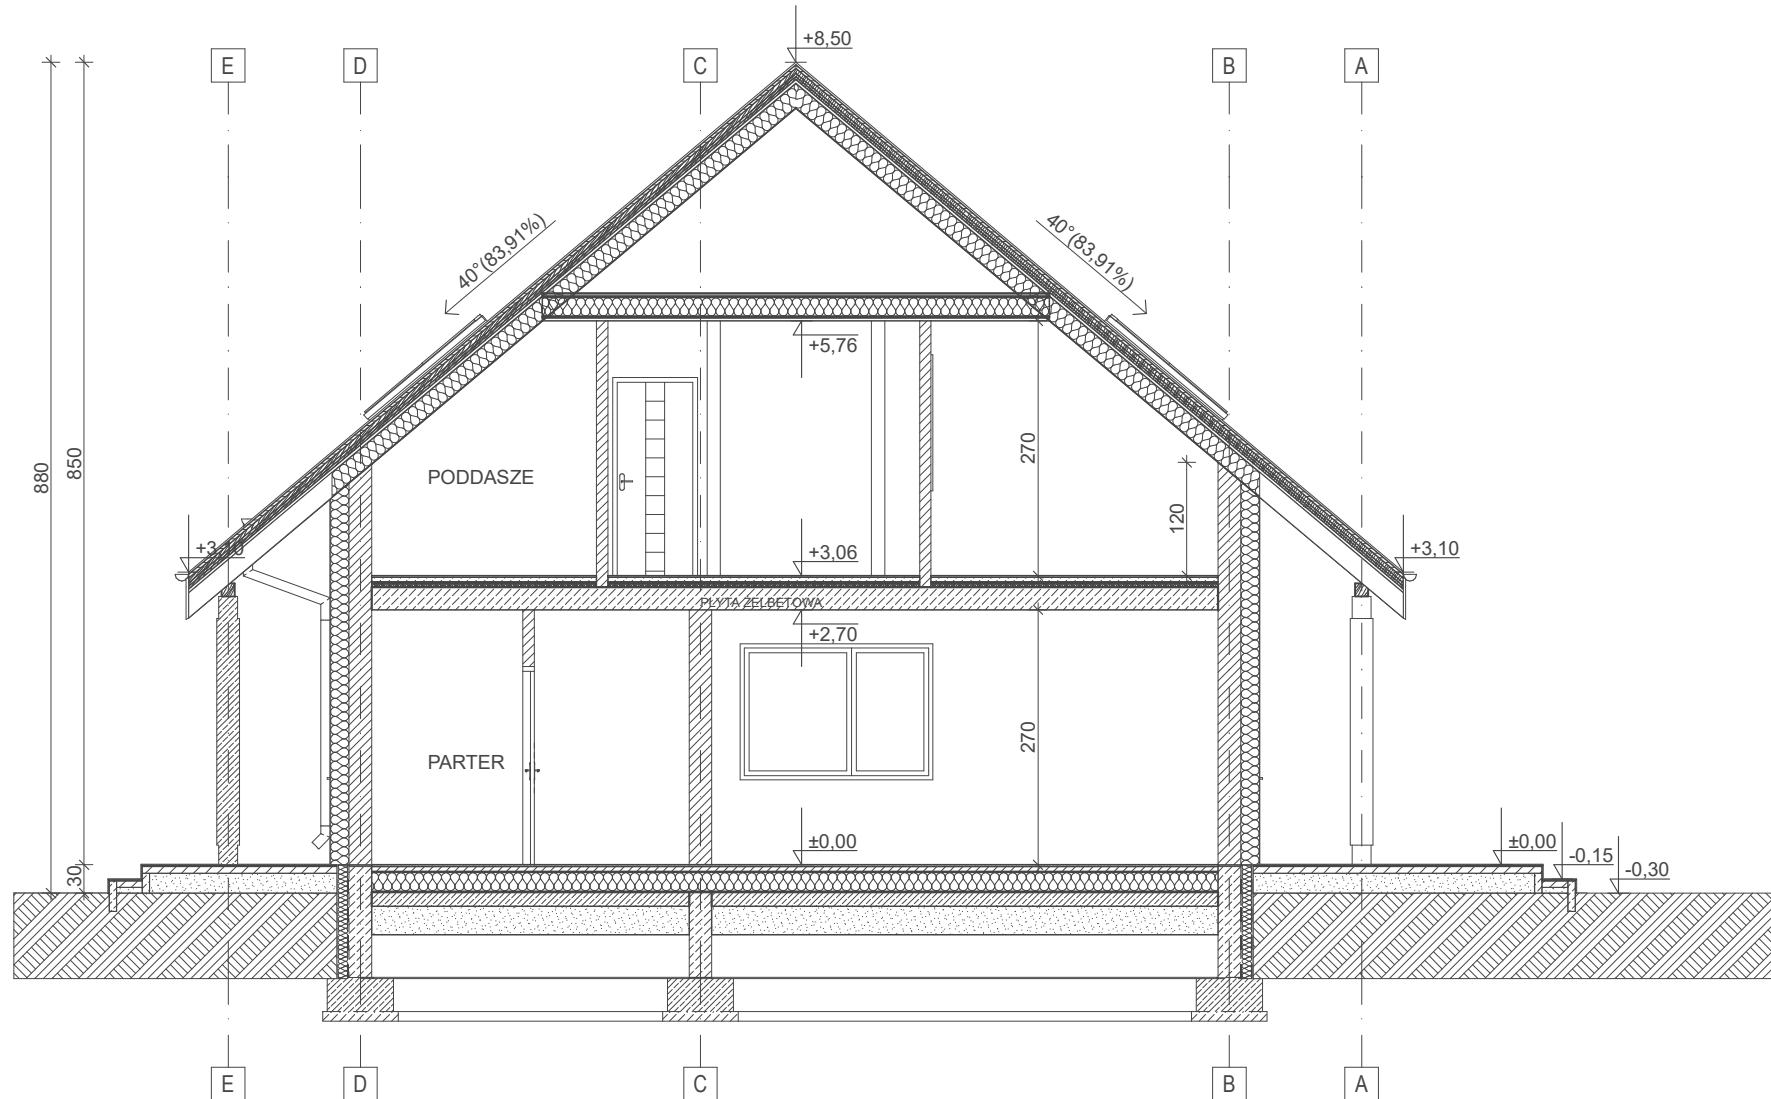 +8,50
E
D
C
B
A
40°(83,91%)
40°(83,91%)
+5,76
880
850
270
PODDASZE
120
+3,10
+3,06
+3,10
PŁYTA ŻELBETOWA
+2,70
270
PARTER
±0,00
±0,00
-0,15
-0,30
30
E
D
C
B
A